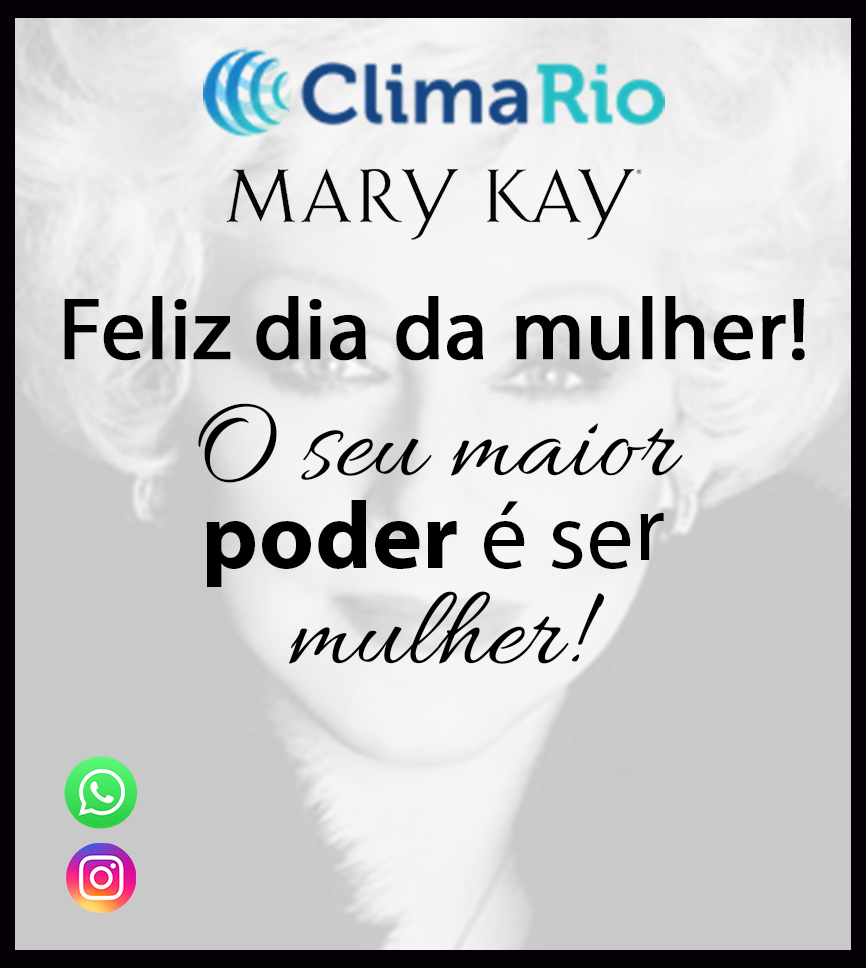 ClimaRio
MARY KAY®
Feliz dia da mulher!
O seu maior
poder é ser
mulher!